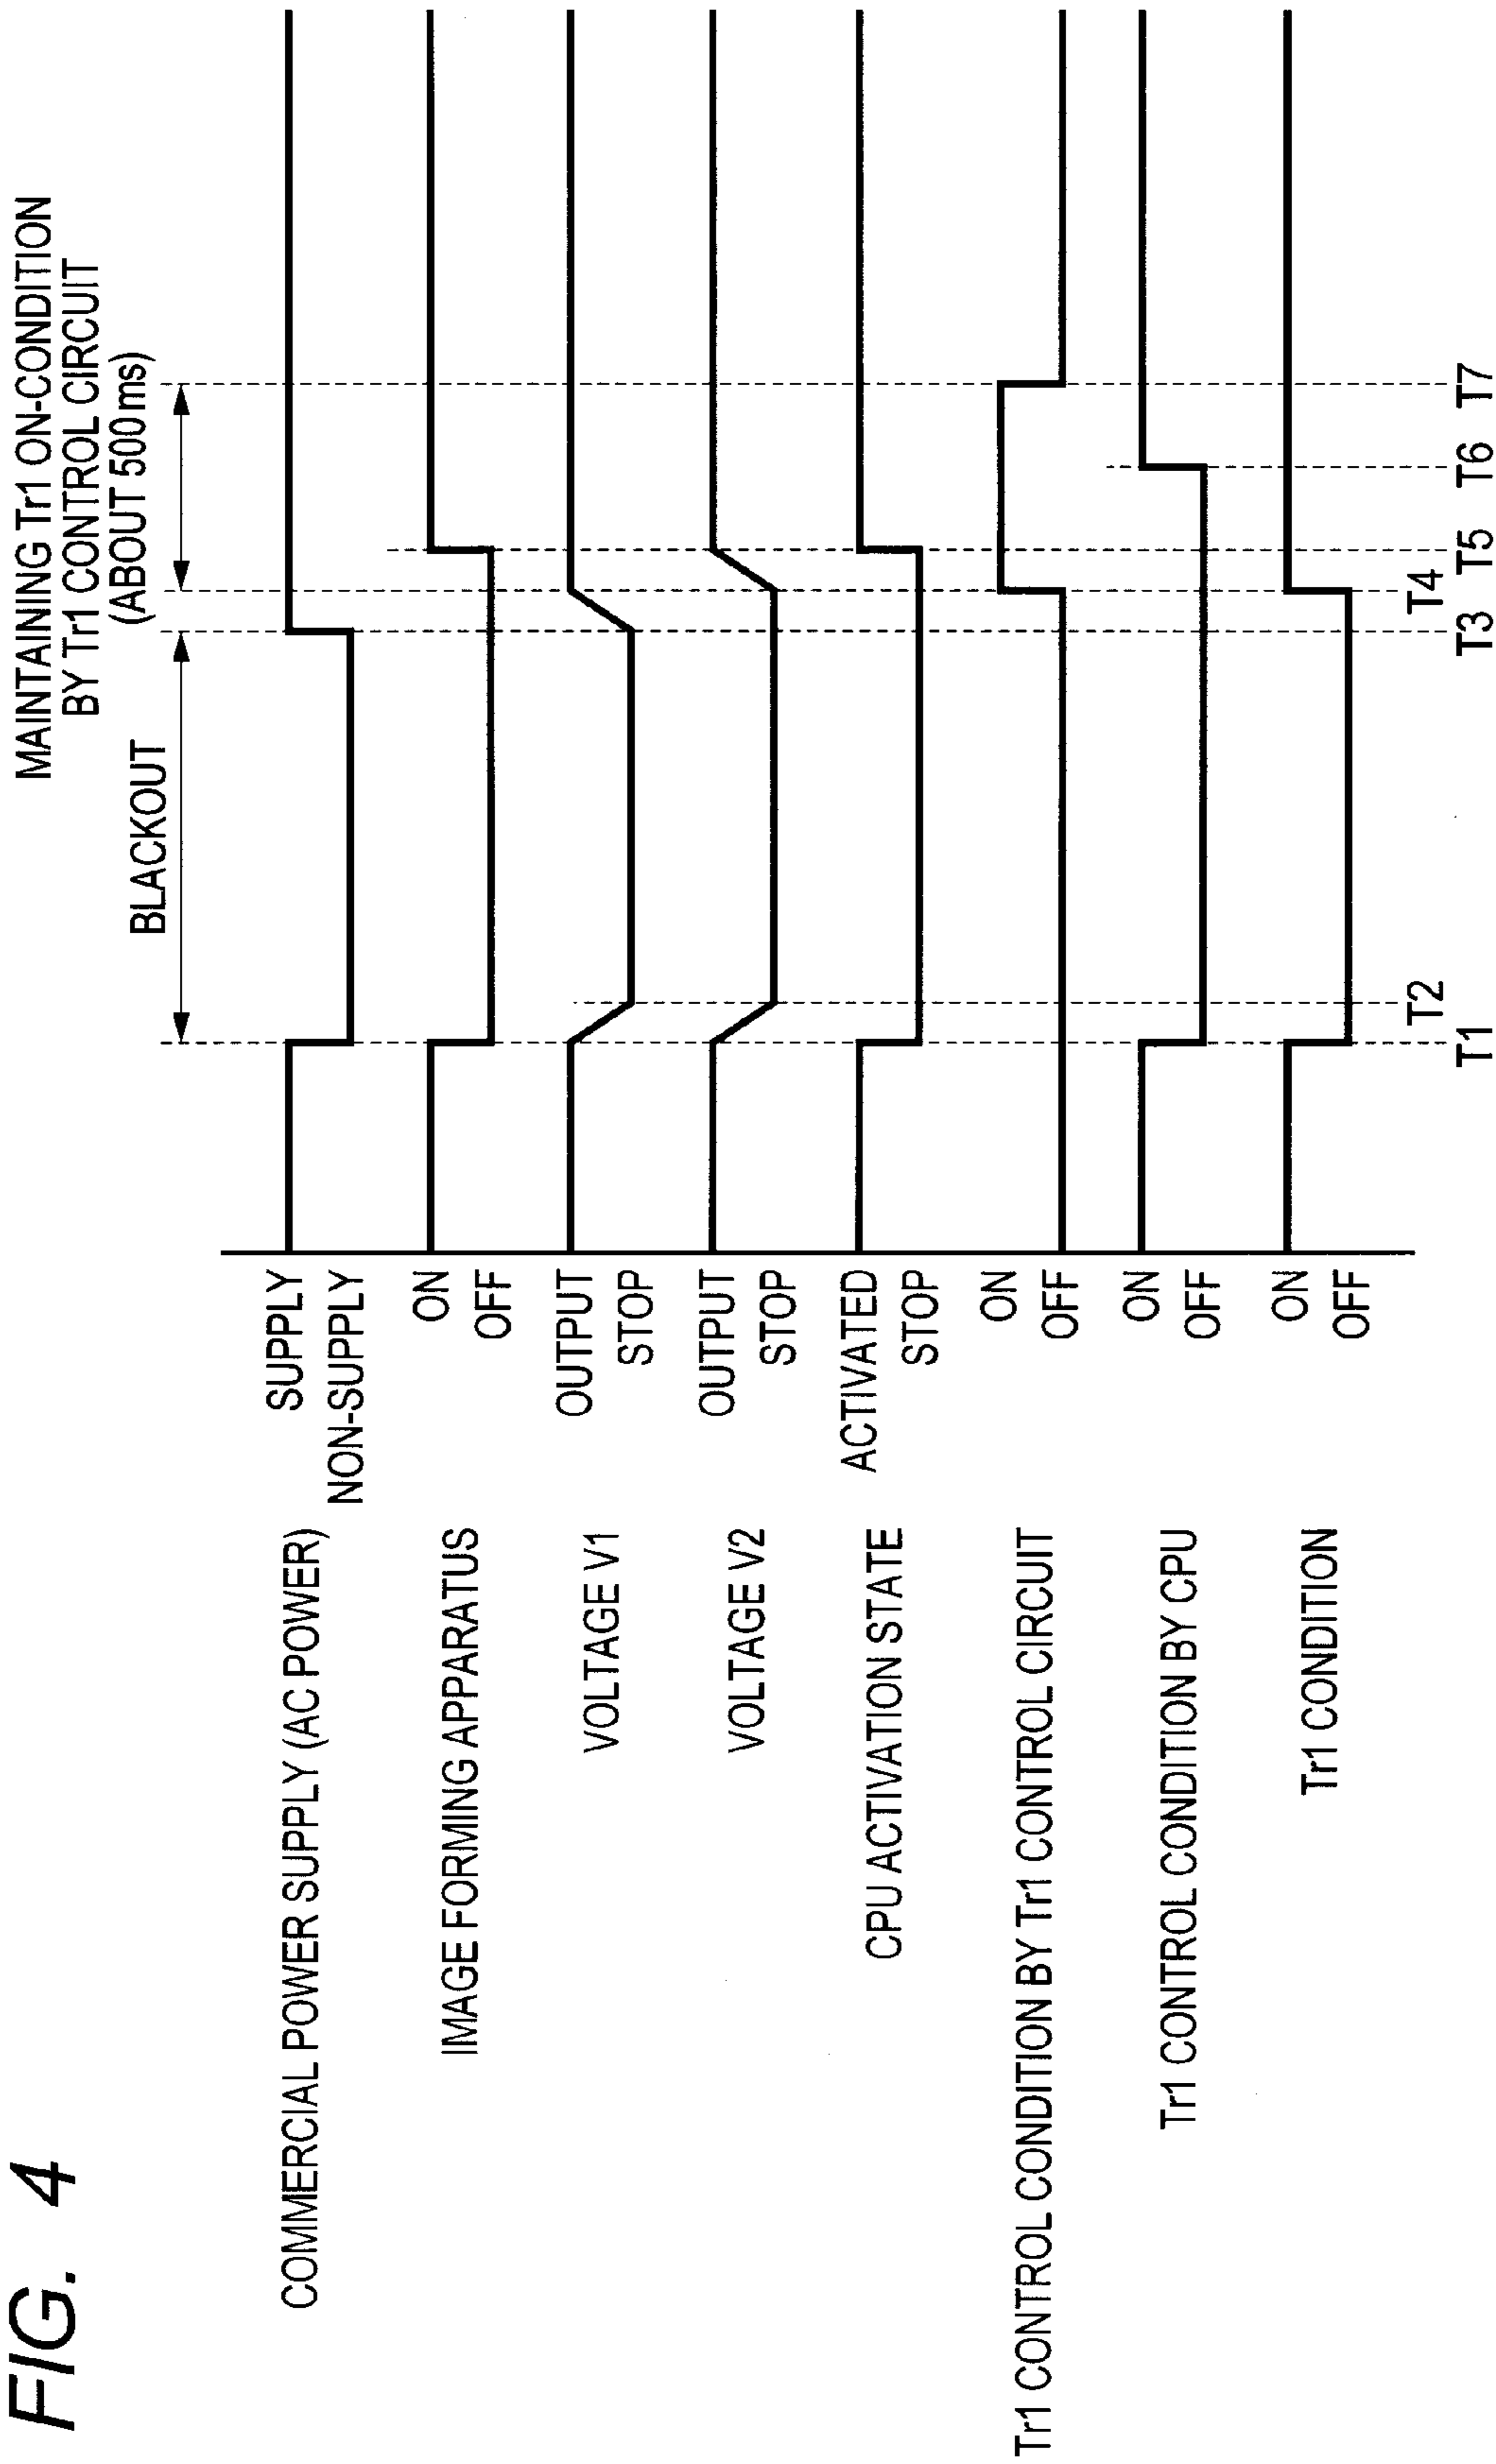 FIG. 4
MAINTAINING Tr1 ON-CONDITION
BY Tr1 CONTROL CIRCUIT
(ABOUT 500ms)
BLACKOUT
COMMERCIAL POWER SUPPLY (AC POWER)
SUPPLY
NON-SUPPLY
IMAGE FORMING APPARATUS
ON
OFF
VOLTAGE V1
OUTPUT
STOP
VOLTAGE V2
OUTPUT
STOP
CPU ACTIVATION STATE
ACTIVATED
STOP
Tr1 CONTROL CONDITION BY Tr1 CONTROL CIRCUIT
ON
OFF
Tr1 CONTROL CONDITION BY CPU
ON
OFF
Tr1 CONDITION
ON
OFF
T1 T2 T3 T4 T5 T6 T7